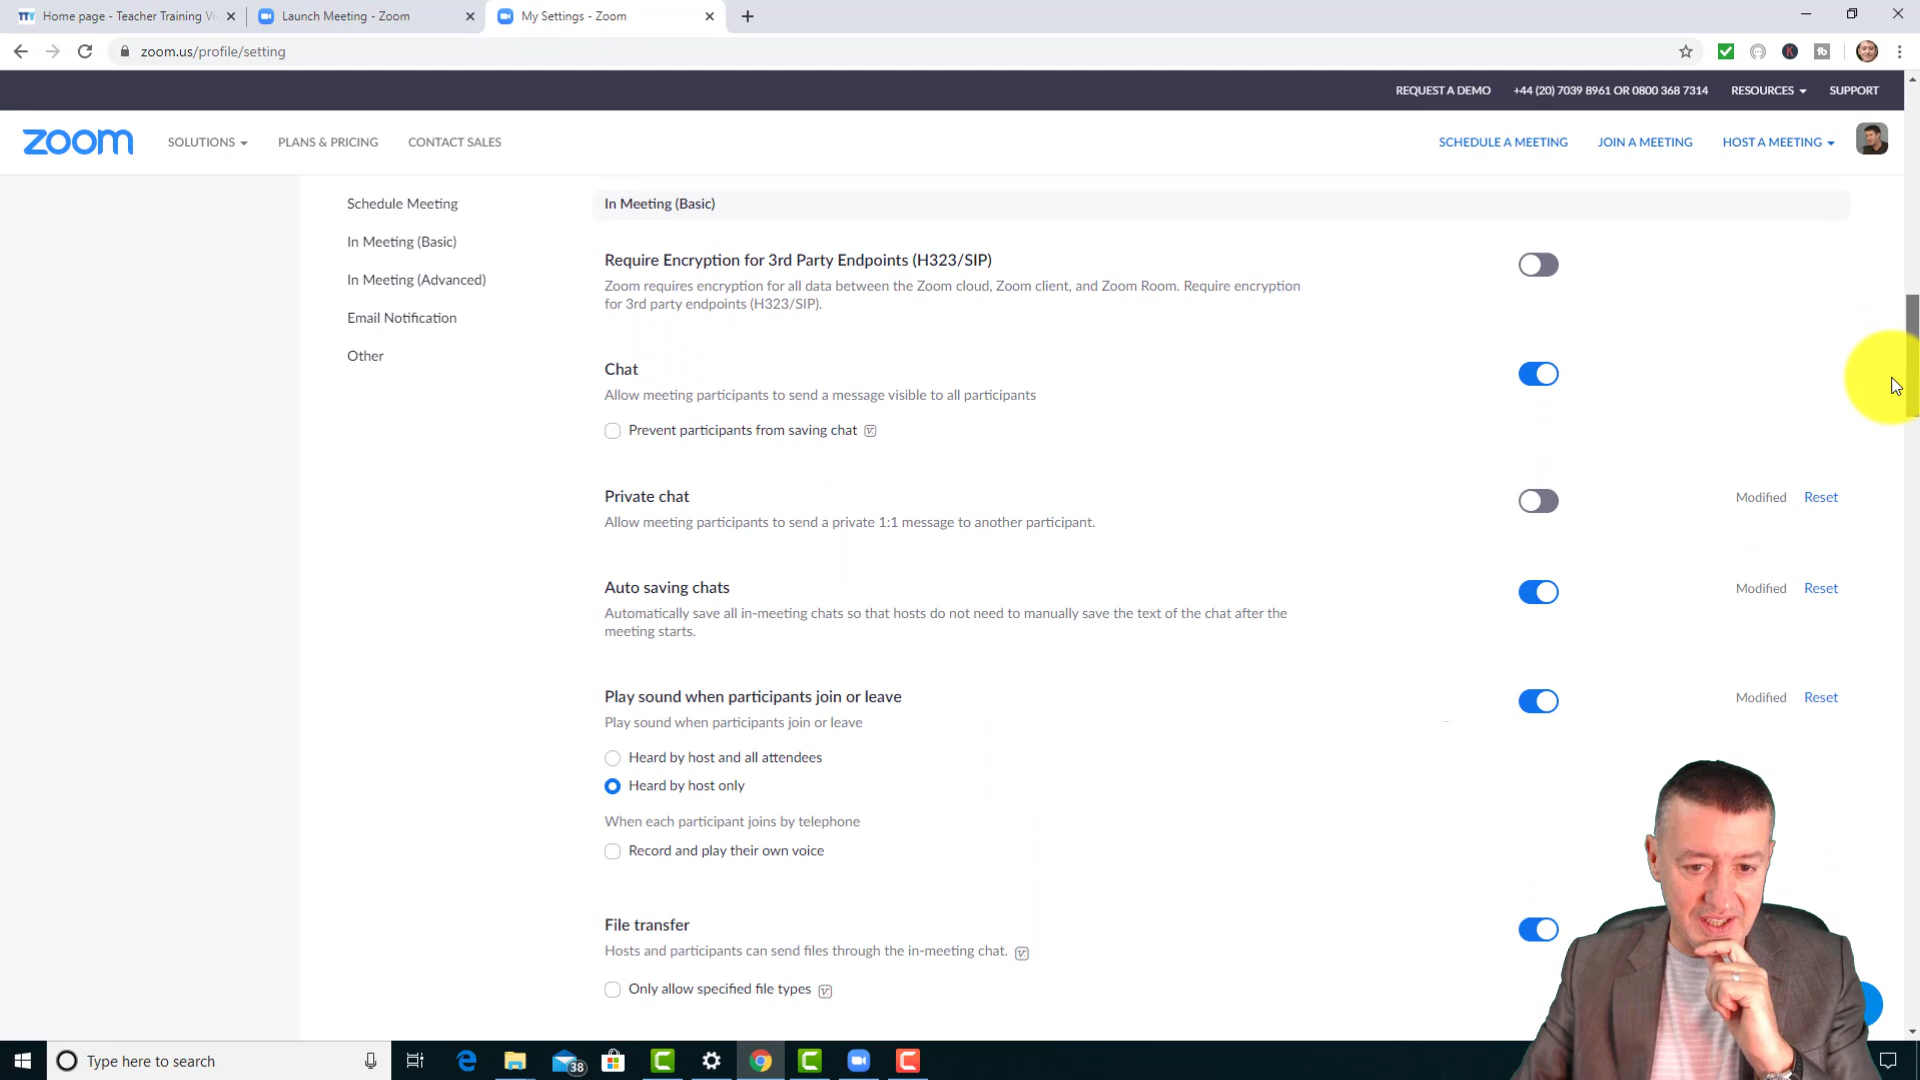 Home page - Teacher Training Vi
Launch Meeting - Zoom
My Settings - Zoom
zoom.us/profile/setting
REQUEST A DEMO
+44 (20) 7039 8961 OR 0800 368 7314
RESOURCES
SUPPORT
zoom
SOLUTIONS
PLANS & PRICING
CONTACT SALES
SCHEDULE A MEETING
JOIN A MEETING
HOST A MEETING
Schedule Meeting
In Meeting (Basic)
In Meeting (Advanced)
Email Notification
Other
In Meeting (Basic)
Require Encryption for 3rd Party Endpoints (H323/SIP)
Zoom requires encryption for all data between the Zoom cloud, Zoom client, and Zoom Room. Require encryption
for 3rd party endpoints (H323/SIP).
Chat
Allow meeting participants to send a message visible to all participants
Prevent participants from saving chat
Private chat
Modified Reset
Allow meeting participants to send a private 1:1 message to another participant.
Auto saving chats
Modified Reset
Automatically save all in-meeting chats so that hosts do not need to manually save the text of the chat after the
meeting starts.
Play sound when participants join or leave
Modified Reset
Play sound when participants join or leave
Heard by host and all attendees
Heard by host only
When each participant joins by telephone
Record and play their own voice
File transfer
Hosts and participants can send files through the in-meeting chat.
Only allow specified file types
Type here to search
38